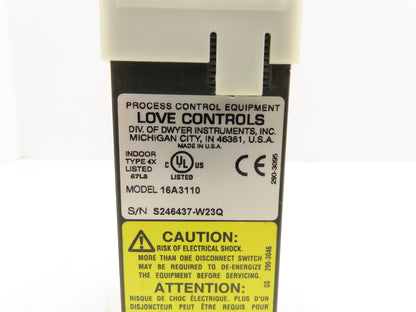 PROCESS CONTROL EQUIPMENT
LOVE CONTROLS
DIV. OF DWYER INSTRUMENTS, INC.
MICHIGAN CITY, IN 46361, U.S.A.
MADE IN U.S.A.
INDOOR
TYPE 4X
LISTED
67L8
C UL US
LISTED
290-3095
MODEL 16A3110
S/N S246437-W23Q
CAUTION:
RISK OF ELECTRICAL SHOCK.
MORE THAN ONE DISCONNECT SWITCH
MAY BE REQUIRED TO DE-ENERGIZE
THE EQUIPMENT BEFORE SERVICING.
GS 290-3046
ATTENTION:
RISQUE DE CHOC ÉLECTRIQUE. PLUS D'UN
DISJONCTEUR PEUT ÊTRE REQUIS POUR